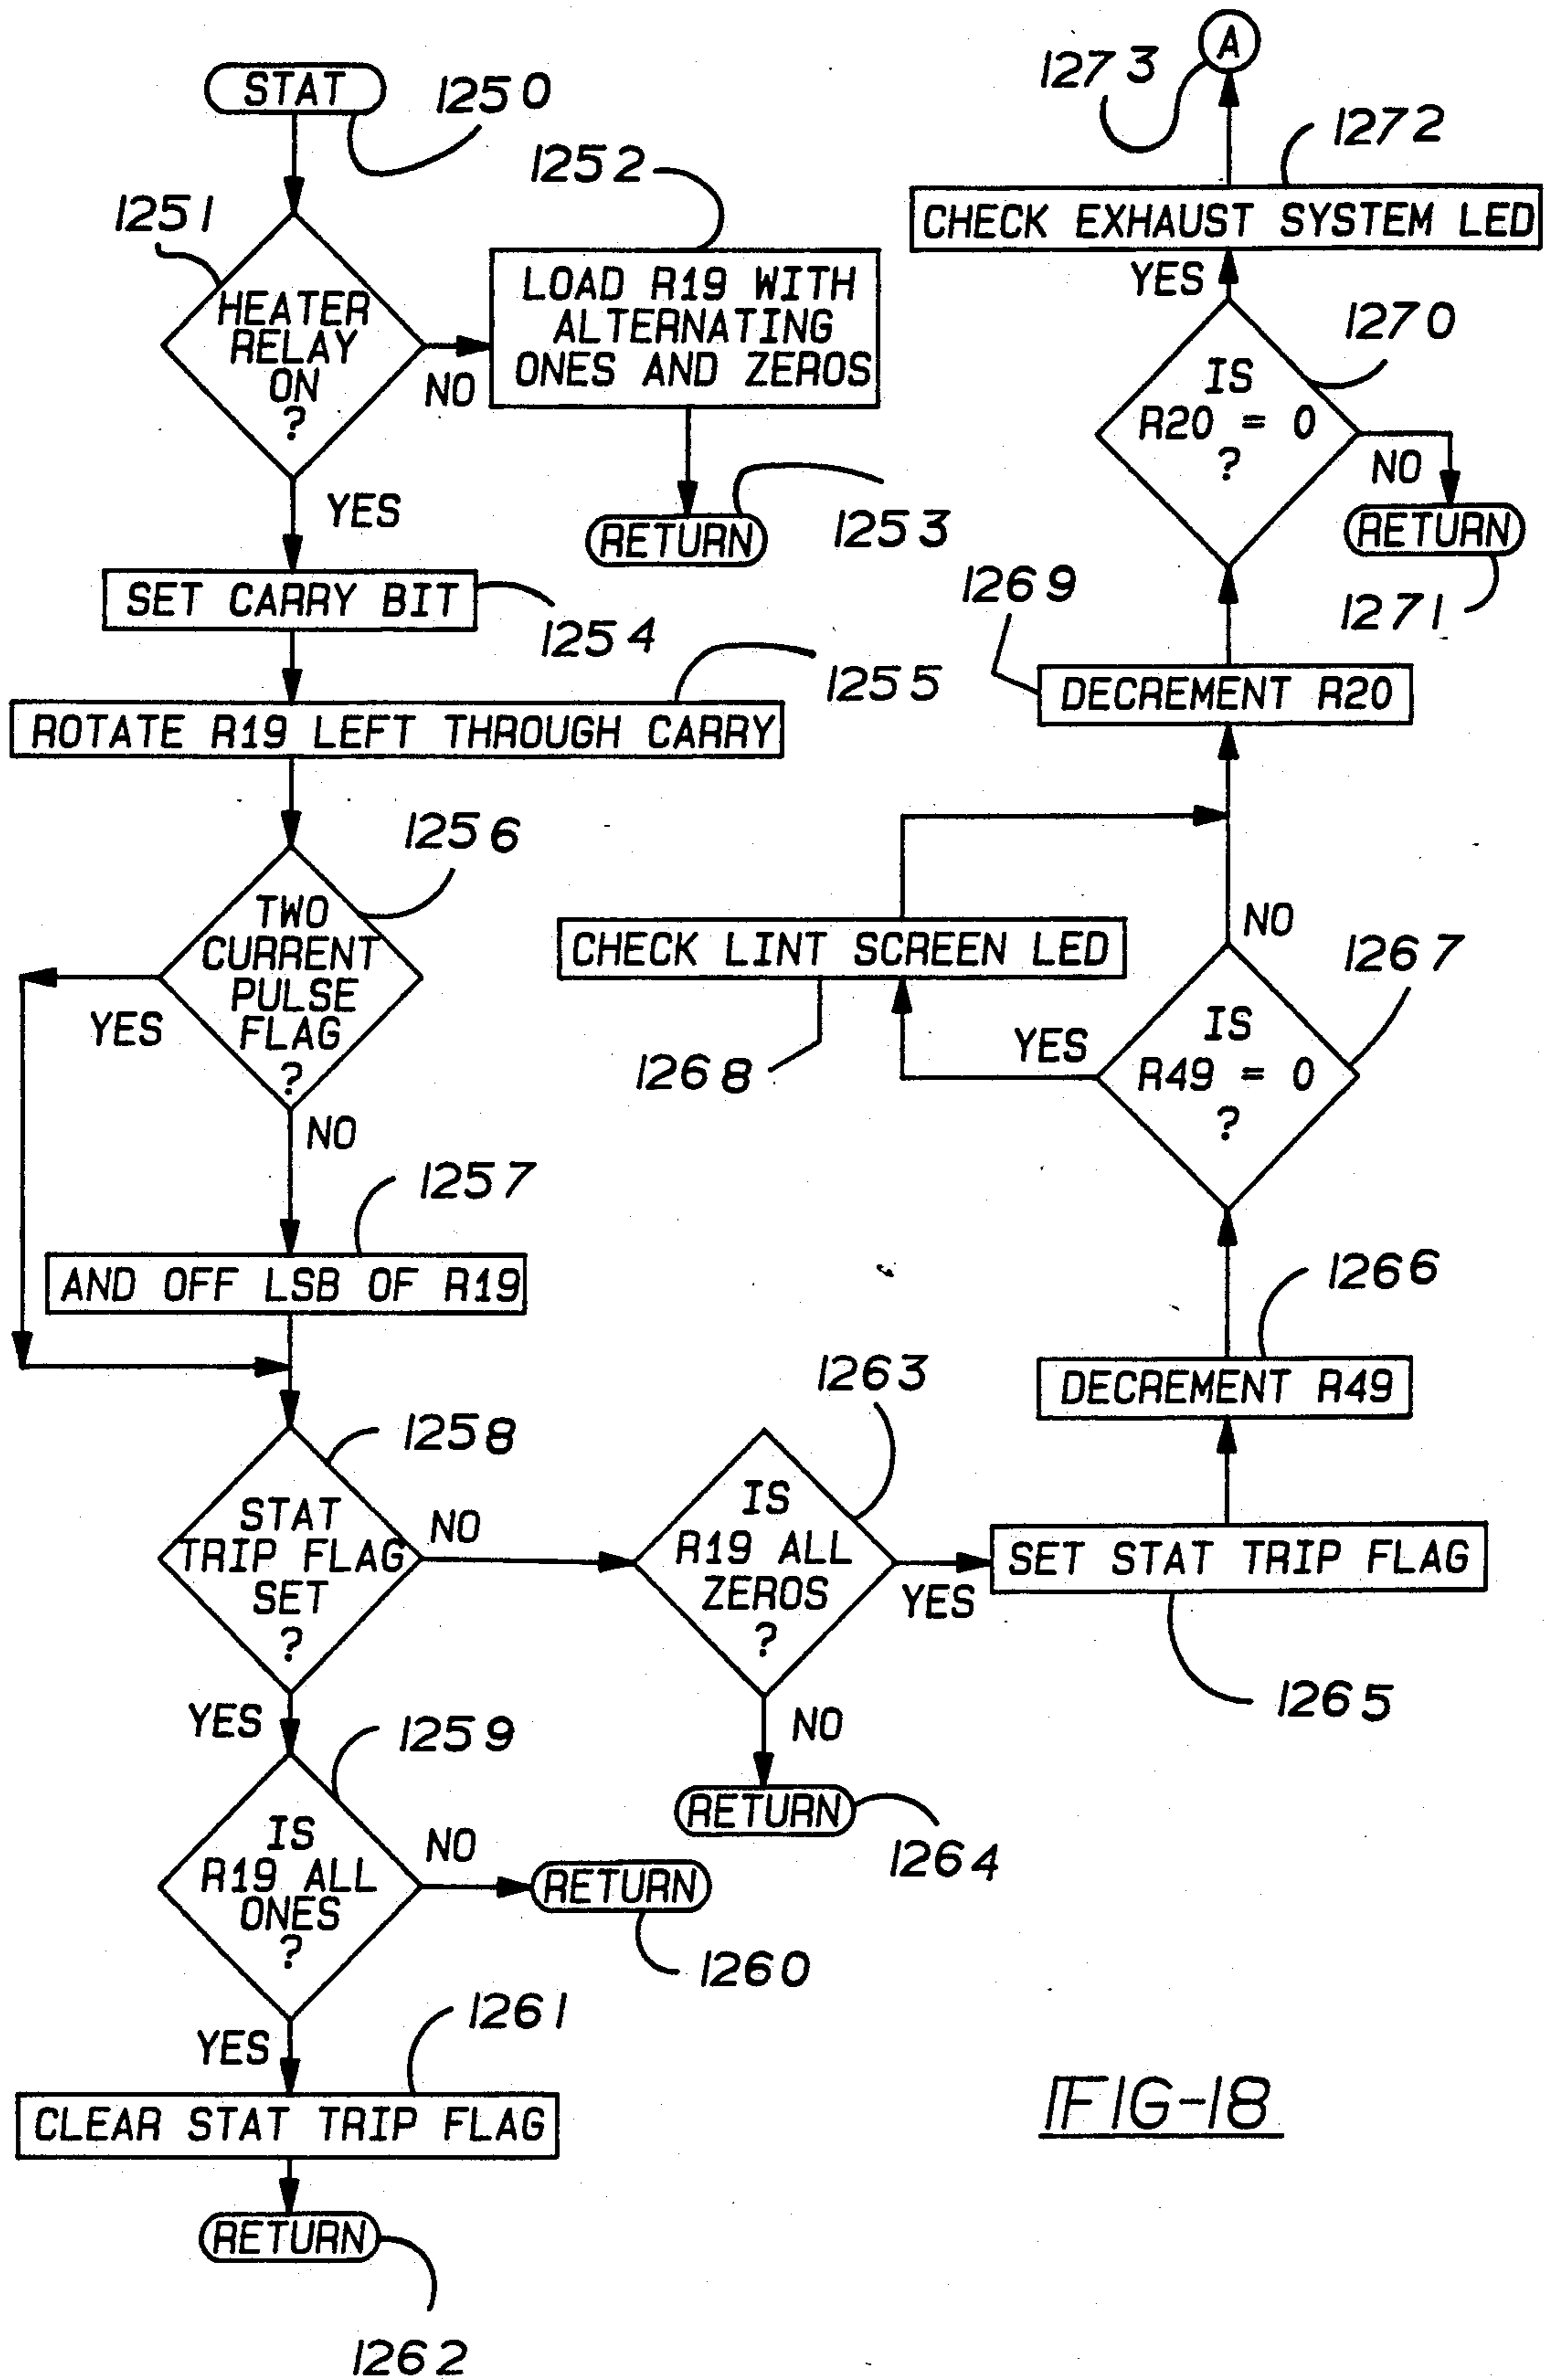 STAT
1250
1251
HEATER
RELAY
ON
?
NO
YES
1252
LOAD R19 WITH
ALTERNATING
ONES AND ZEROS
RETURN
1253
SET CARRY BIT
1254
ROTATE R19 LEFT THROUGH CARRY
1255
TWO
CURRENT
PULSE
FLAG
?
1256
YES
NO
1257
AND OFF LSB OF R19
STAT
TRIP FLAG
SET
?
1258
NO
YES
IS
R19 ALL
ONES
?
1259
NO
RETURN
1260
YES
1261
CLEAR STAT TRIP FLAG
RETURN
1262
1263
IS
R19 ALL
ZEROS
?
YES
NO
RETURN
1264
SET STAT TRIP FLAG
1265
DECREMENT R49
1266
IS
R49 = 0
?
1267
YES
NO
CHECK LINT SCREEN LED
1268
DECREMENT R20
1269
IS
R20 = 0
?
1270
NO
RETURN
1271
YES
CHECK EXHAUST SYSTEM LED
1272
A
1273
FIG-18